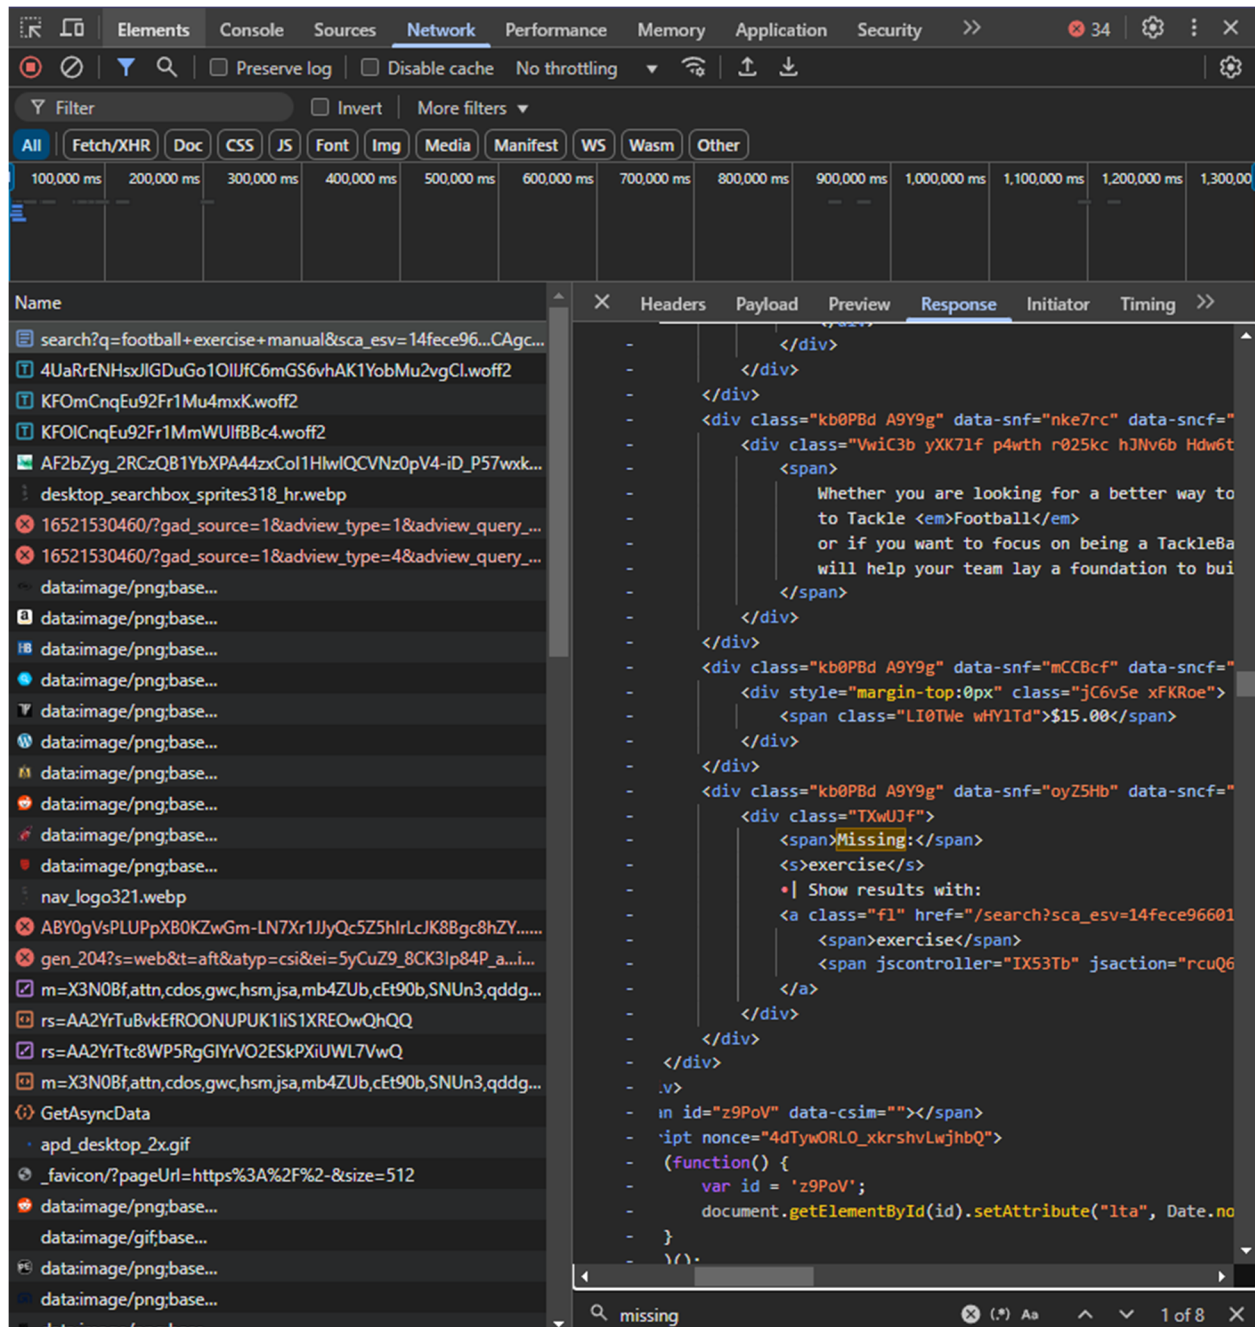 Elements Console Sources Network Performance Memory Application Security 34
Preserve log Disable cache No throttling
Filter Invert More filters
All Fetch/XHR Doc CSS JS Font Img Media Manifest WS Wasm Other
100,000 ms 200,000 ms 300,000 ms 400,000 ms 500,000 ms 600,000 ms 700,000 ms 800,000 ms 900,000 ms 1,000,000 ms 1,100,000 ms 1,200,000 ms 1,300,00
Name
search?q=football+exercise+manual&sca_esv=14fece96...CAgc...
4UaRrENHsxJlGDuGo1OIlJfC6mGS6vhAK1YobMu2vgCI.woff2
KFOmCnqEu92Fr1Mu4mxK.woff2
KFOlCnqEu92Fr1MmWUlfBBc4.woff2
AF2bZyg_2RCzQB1YbXPA44zxCoI1HlwIQCVNz0pV4-iD_P57wxk...
desktop_searchbox_sprites318_hr.webp
16521530460/?gad_source=1&adview_type=1&adview_query_...
16521530460/?gad_source=1&adview_type=4&adview_query_...
data:image/png;base...
data:image/png;base...
data:image/png;base...
data:image/png;base...
data:image/png;base...
data:image/png;base...
data:image/png;base...
data:image/png;base...
data:image/png;base...
data:image/png;base...
nav_logo321.webp
ABY0gVsPLUPpXB0KZwGm-LN7Xr1JJyQc5Z5hIrLcJK8Bgc8hZY......
gen_204?s=web&t=aft&atyp=csi&ei=5yCuZ9_8CK3Ip84P_a...i...
m=X3N0Bf,attn,cdos,gwc,hsm,jsa,mb4ZUb,cEt90b,SNUn3,qddg...
rs=AA2YrTuBvkEfROONUPUK1IiS1XREOwQhQQ
rs=AA2YrTtc8WP5RgGIYrVO2ESkPXiUWL7VwQ
m=X3N0Bf,attn,cdos,gwc,hsm,jsa,mb4ZUb,cEt90b,SNUn3,qddg...
GetAsyncData
apd_desktop_2x.gif
_favicon/?pageUrl=https%3A%2F%2-&size=512
data:image/png;base...
data:image/gif;base...
data:image/png;base...
data:image/png;base...
Headers Payload Preview Response Initiator Timing
</div>
</div>
</div>
</div>
<div class="kb0PBd A9Y9g" data-snf="nke7rc" data-sncf="
<div class="VwiC3b yXK7lf p4wth r025kc hJNv6b Hdw6t
<span>
Whether you are looking for a better way to
to Tackle <em>Football</em>
or if you want to focus on being a TackleBa
will help your team lay a foundation to bui
</span>
</div>
</div>
<div class="kb0PBd A9Y9g" data-snf="mCCBcf" data-sncf="
<div style="margin-top:0px" class="jC6vSe xFKRoe">
<span class="LI0TWe wHYlTd">$15.00</span>
</div>
</div>
<div class="kb0PBd A9Y9g" data-snf="oyZ5Hb" data-sncf="
<div class="TXwUJf">
<span>Missing:</span>
<s>exercise</s>
•| Show results with:
<a class="fl" href="/search?sca_esv=14fece96601
<span>exercise</span>
<span jscontroller="IX53Tb" jsaction="rcuQ6
</a>
</div>
</div>
</div>
.v>
n id="z9PoV" data-csim=""></span>
ipt nonce="4dTywORLO_xkrshvLwjhbQ">
(function() {
var id = 'z9PoV';
document.getElementById(id).setAttribute("lta", Date.no
}
)();
missing (.*) Aa 1 of 8